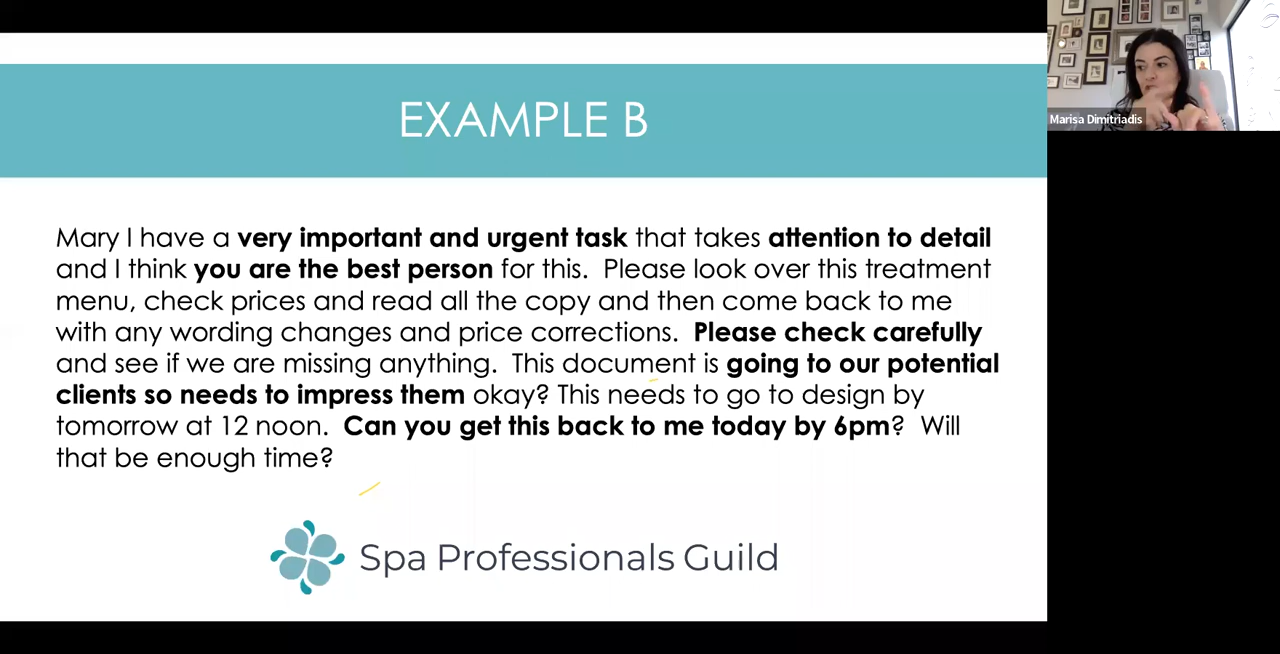 EXAMPLE B
Marisa Dimitriadis
Mary I have a very important and urgent task that takes attention to detail
and I think you are the best person for this.  Please look over this treatment
menu, check prices and read all the copy and then come back to me
with any wording changes and price corrections.  Please check carefully
and see if we are missing anything.  This document is going to our potential
clients so needs to impress them okay? This needs to go to design by
tomorrow at 12 noon.  Can you get this back to me today by 6pm?  Will
that be enough time?
Spa Professionals Guild